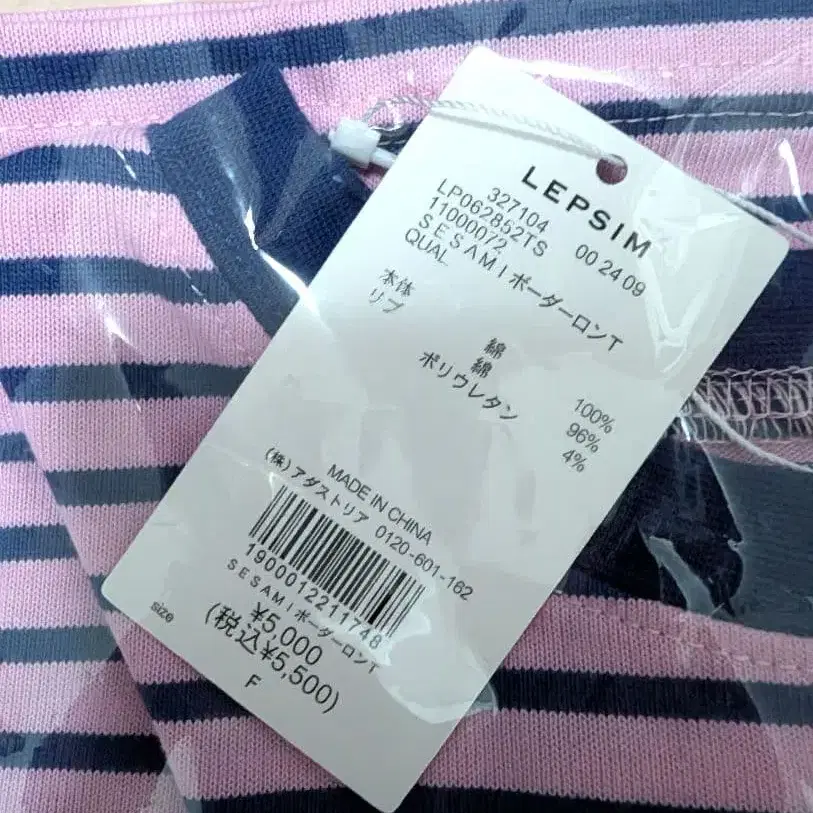 LEPSIM
327104 00 24 09
LP062852TS
11000072
SESAMIボーダーロンT
QUAL.
本体 綿 100%
リブ 綿 96%
ポリウレタン 4%
MADE IN CHINA
(株)アダストリア 0120-601-162
1900012211748
SESAMIボーダーロンT
¥5,000
(税込¥5,500)
size F